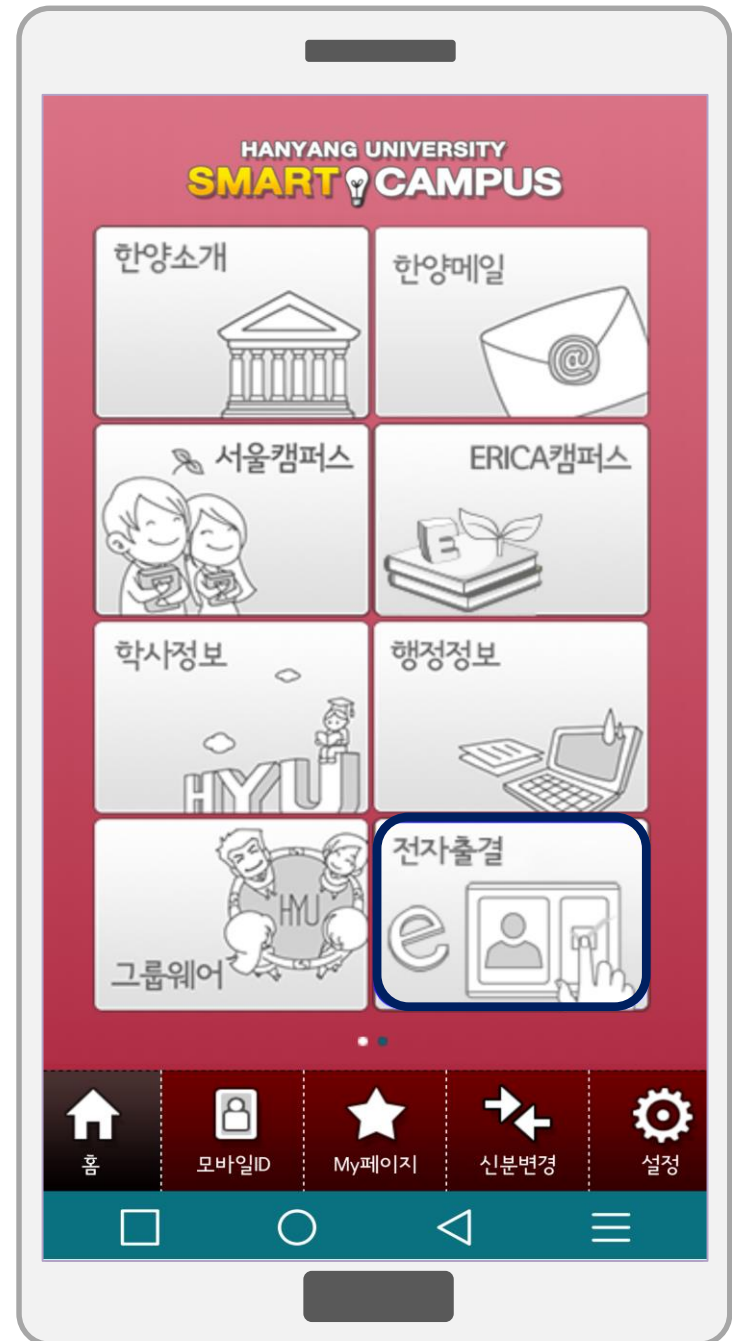 HANYANG UNIVERSITY
SMART CAMPUS
한양소개
한양메일
@
서울캠퍼스
ERICA캠퍼스
E
학사정보
HYU
행정정보
그룹웨어
HYU
전자출결
e
홈
모바일ID
My페이지
신분변경
설정